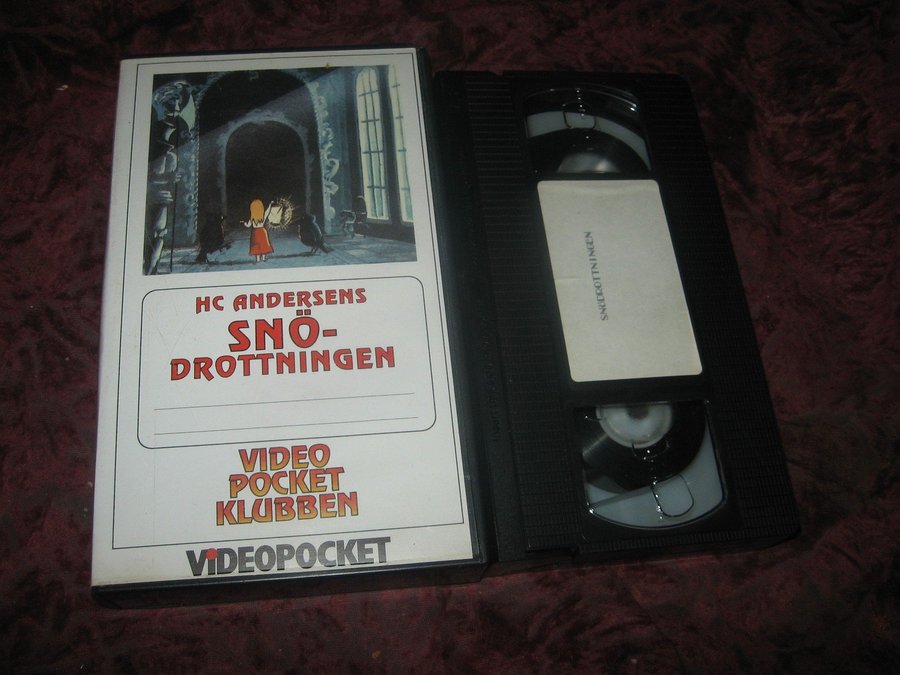 HC ANDERSENS
SNÖ-
DROTTNINGEN
VIDEO
POCKET
KLUBBEN
VIDEOPOCKET
SNÖDROTTNINGEN